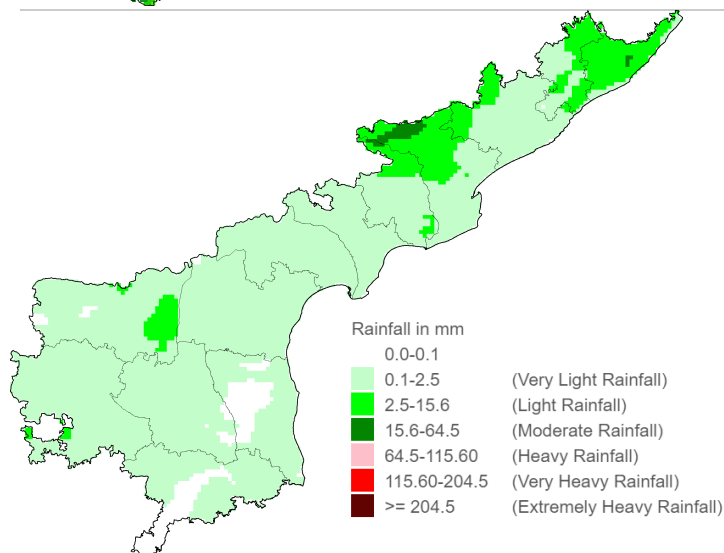 Rainfall in mm
0.0-0.1
0.1-2.5 (Very Light Rainfall)
2.5-15.6 (Light Rainfall)
15.6-64.5 (Moderate Rainfall)
64.5-115.60 (Heavy Rainfall)
115.60-204.5 (Very Heavy Rainfall)
>= 204.5 (Extremely Heavy Rainfall)